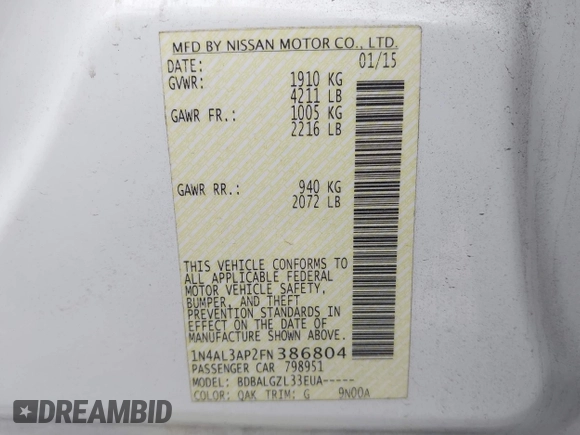 MFD BY NISSAN MOTOR CO., LTD.
DATE: 01/15
GVWR: 1910 KG
4211 LB
GAWR FR.: 1005 KG
2216 LB
GAWR RR.: 940 KG
2072 LB
THIS VEHICLE CONFORMS TO
ALL APPLICABLE FEDERAL
MOTOR VEHICLE SAFETY,
BUMPER, AND THEFT
PREVENTION STANDARDS IN
EFFECT ON THE DATE OF
MANUFACTURE SHOWN ABOVE.
1N4AL3AP2FN386804
PASSENGER CAR 798951
MODEL: BDBALGZL33EUA-----
COLOR: QAK TRIM: G 9N00A
DREAMBID